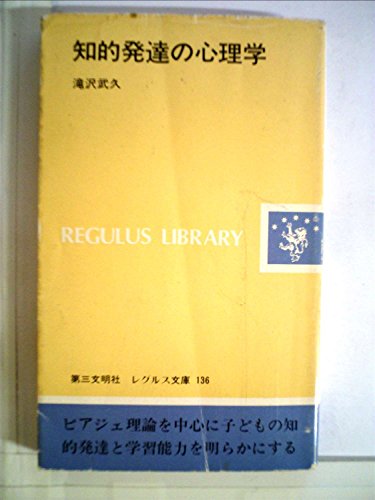 知的発達の心理学
滝沢武久
REGULUS LIBRARY
第三文明社 レグルス文庫 136
ピアジェ理論を中心に子どもの知
的発達と学習能力を明らかにする